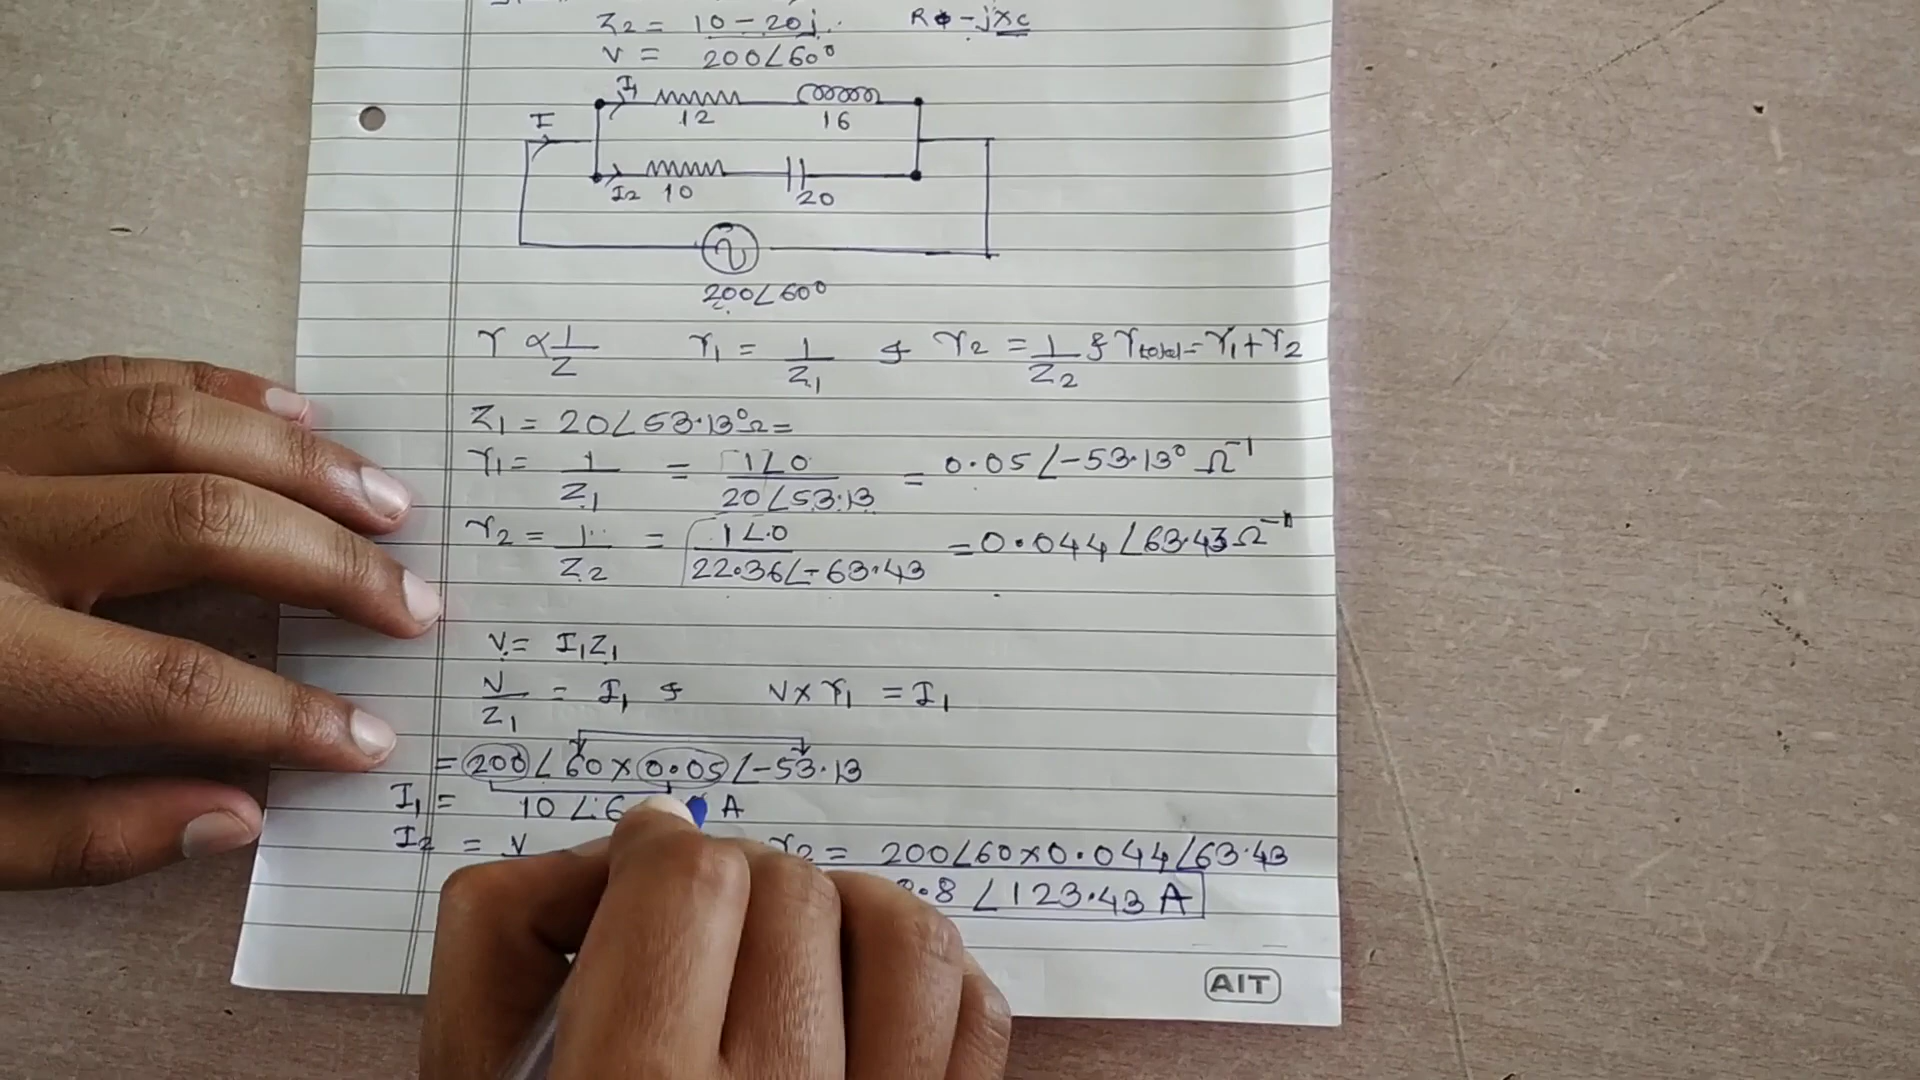 Z2 = 10 - 20j. R - jxc
V = 200∠60°
I1
12 16
I
I2 10 20
200∠60°
Y ∝ 1/Z Y1 = 1/Z1 & Y2 = 1/Z2 & Ytotal = Y1 + Y2
Z1 = 20∠53.13° Ω =
Y1 = 1/Z1 = 1∠0 / 20∠53.13 = 0.05∠-53.13° Ω⁻¹
Y2 = 1/Z2 = 1∠0 / 22.36∠-63.43 = 0.044∠63.43 Ω⁻¹
V = I1Z1
V/Z1 = I1 & V×Y1 = I1
= 200∠60 × 0.05∠-53.13
I1 = 10∠6 A
I2 = V Y2 = 200∠60×0.044∠63.43
.8∠123.43 A
AIT